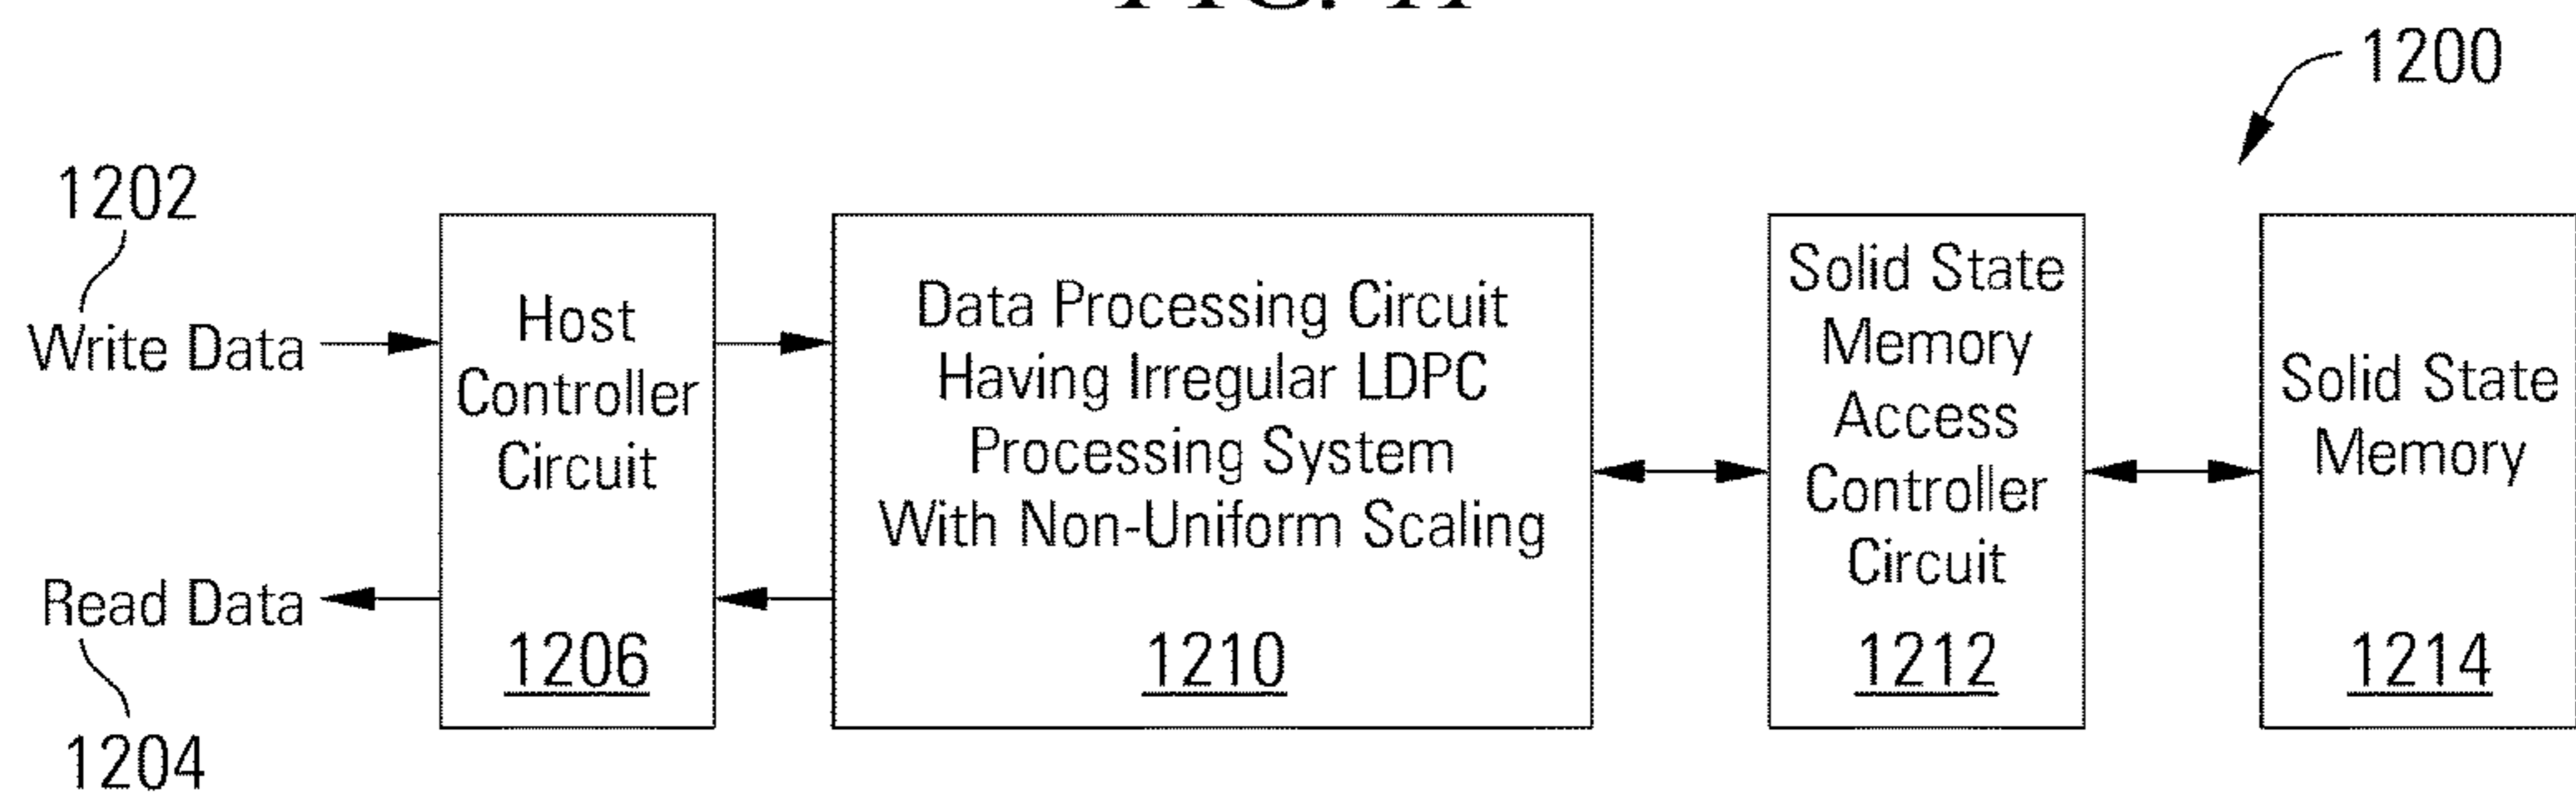 1200
1202
Write Data
Read Data
1204
Host
Controller
Circuit
1206
Data Processing Circuit
Having Irregular LDPC
Processing System
With Non-Uniform Scaling
1210
Solid State
Memory
Access
Controller
Circuit
1212
Solid State
Memory
1214